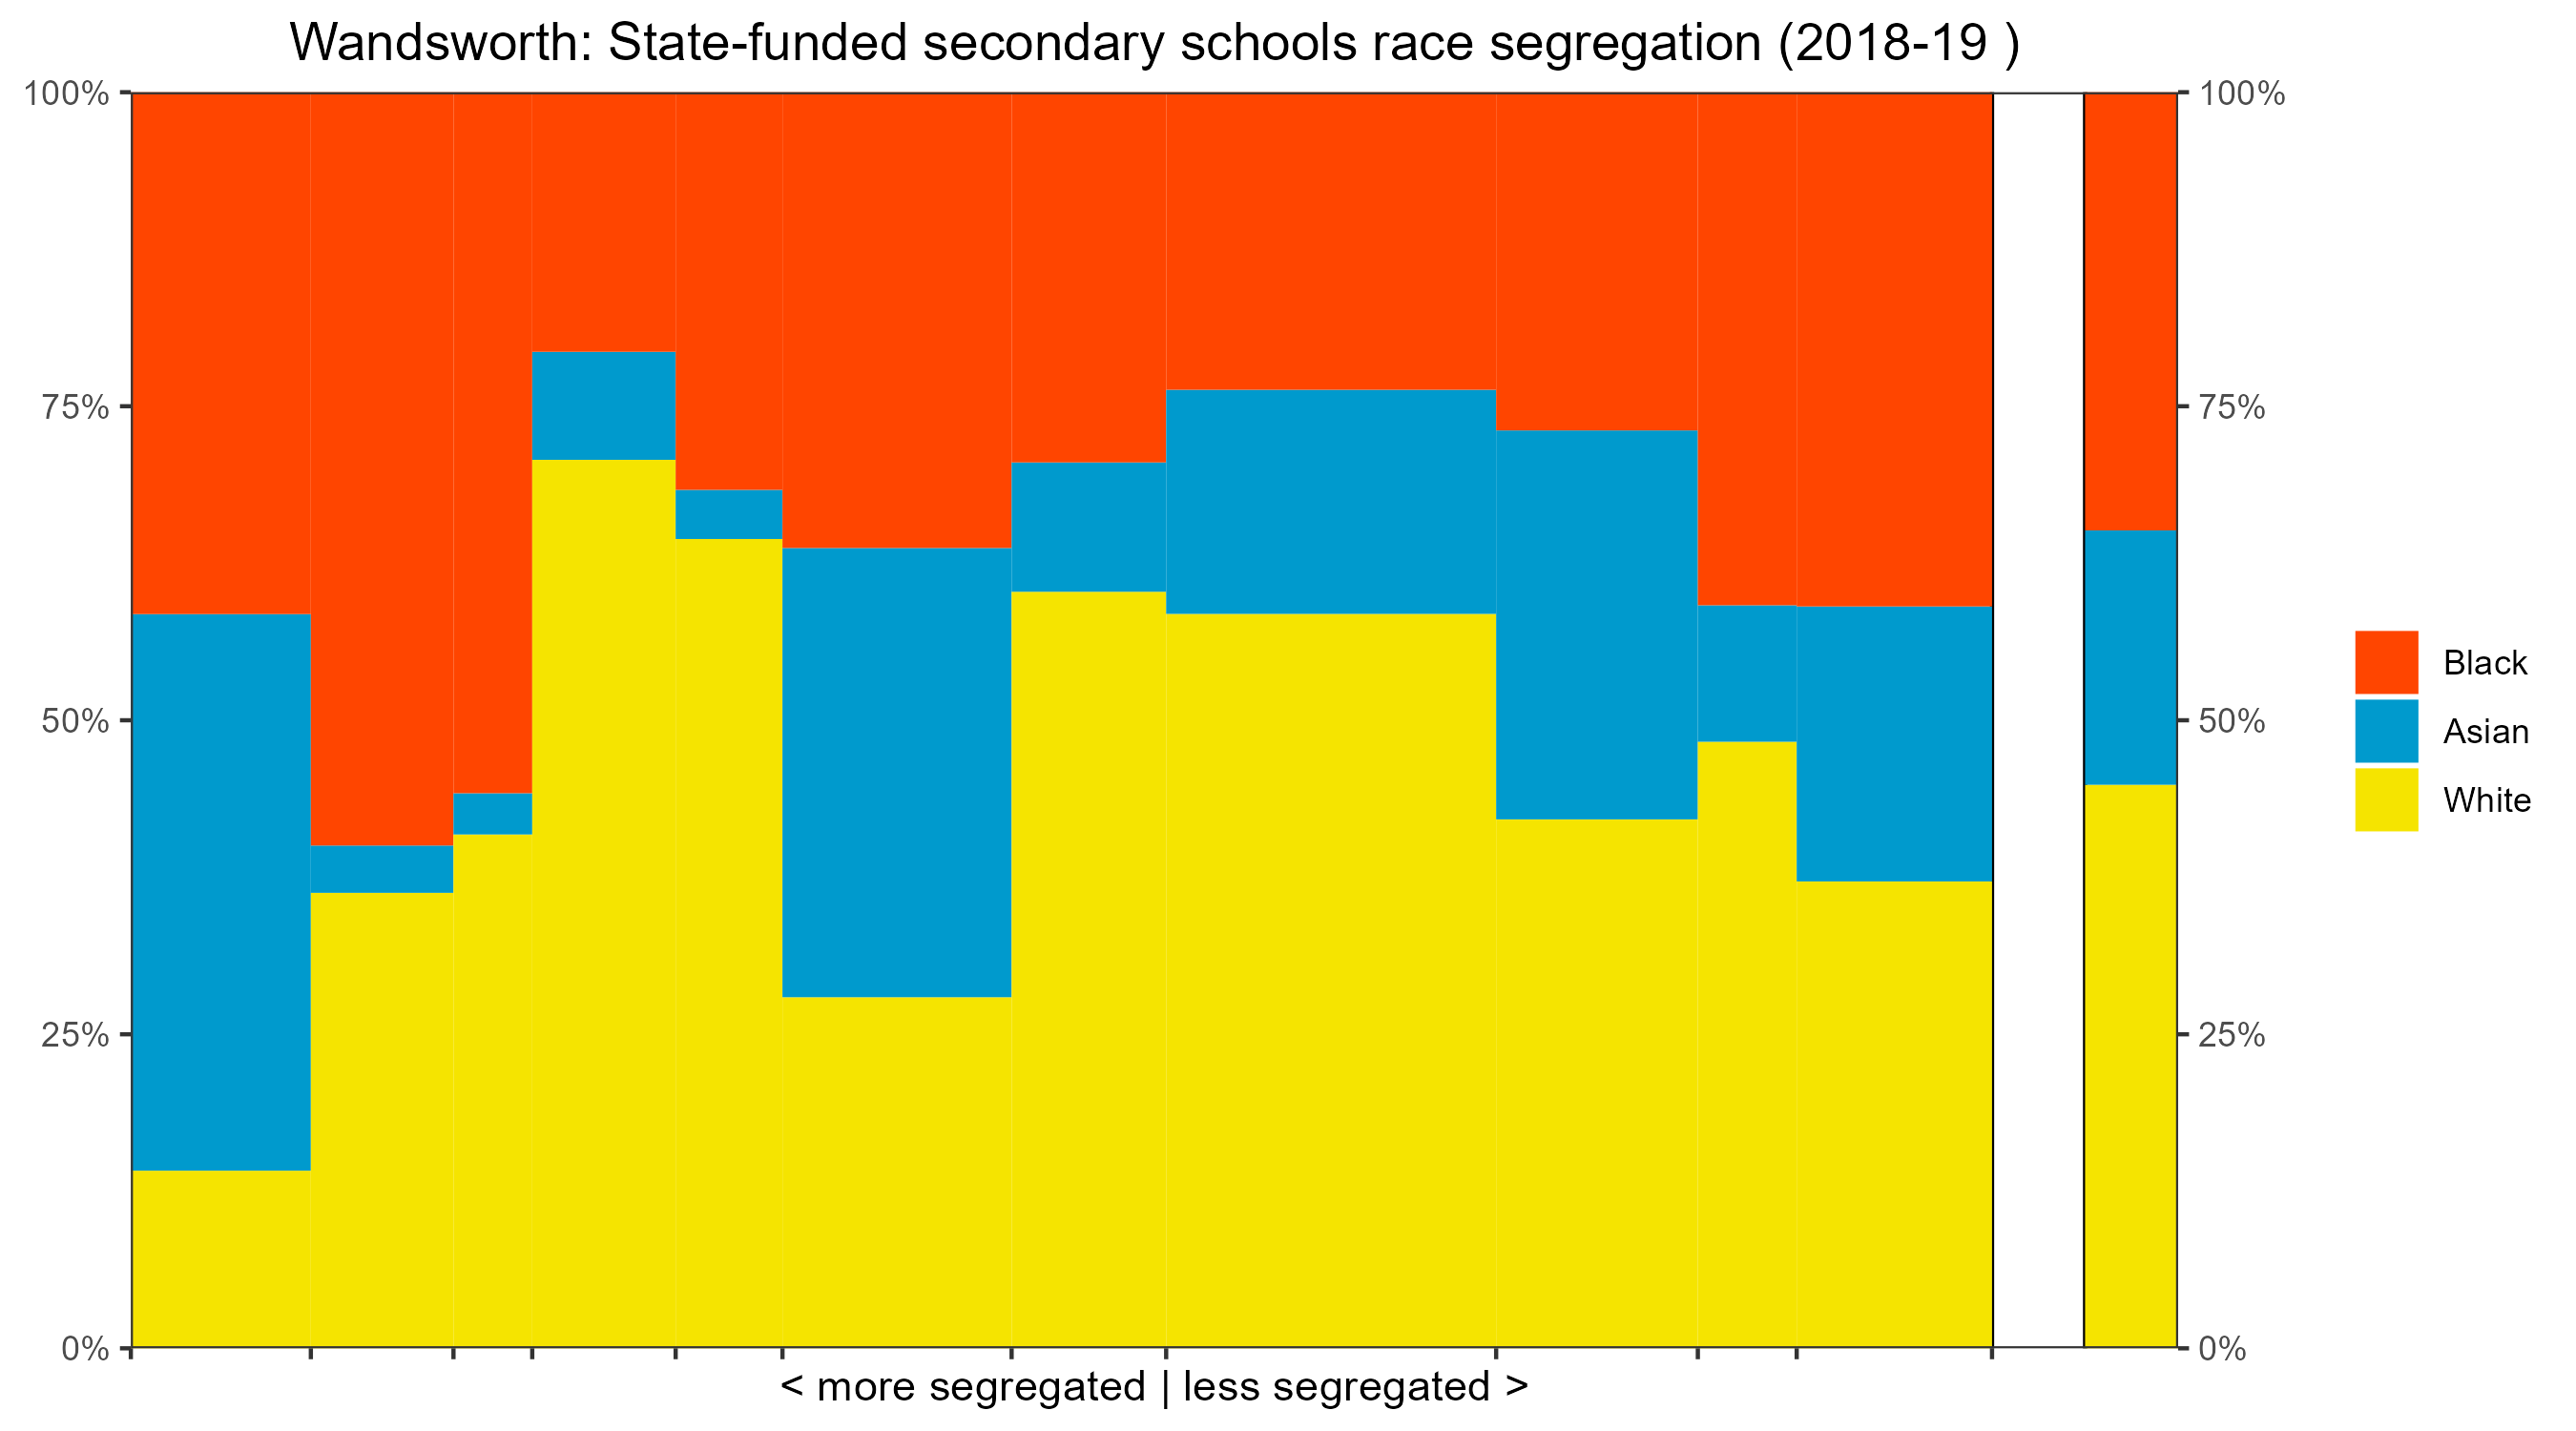 Wandsworth: State-funded secondary schools race segregation (2018-19 )
100%
75%
50%
25%
0%
100%
75%
50%
25%
0%
Black
Asian
White
< more segregated | less segregated >